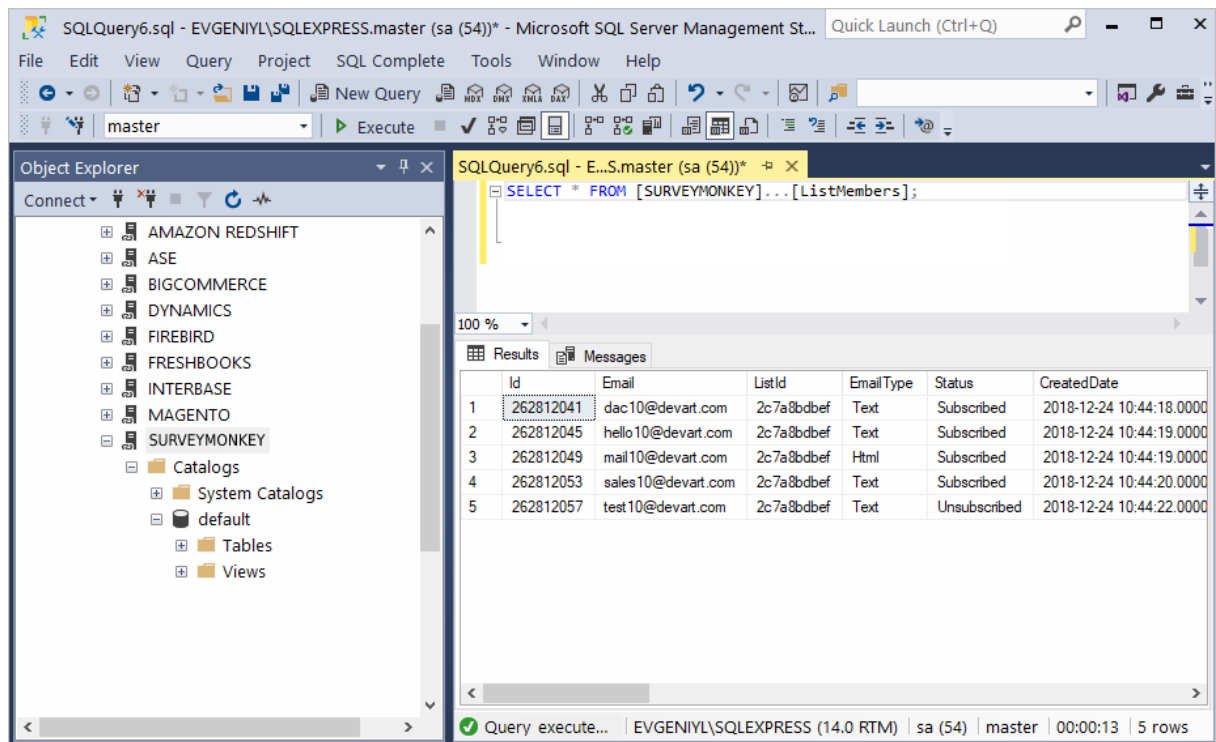 SQLQuery6.sql - EVGENIYL\SQLEXPRESS.master (sa (54))* - Microsoft SQL Server Management St...
Quick Launch (Ctrl+Q)
File Edit View Query Project SQL Complete Tools Window Help
New Query MDX DMX XMLA DAX
master Execute
Object Explorer
Connect
AMAZON REDSHIFT
ASE
BIGCOMMERCE
DYNAMICS
FIREBIRD
FRESHBOOKS
INTERBASE
MAGENTO
SURVEYMONKEY
Catalogs
System Catalogs
default
Tables
Views
SQLQuery6.sql - E...S.master (sa (54))*
SELECT * FROM [SURVEYMONKEY]...[ListMembers];
100 %
Results Messages
Id Email ListId EmailType Status CreatedDate
1 262812041 dac10@devart.com 2c7a8bdbef Text Subscribed 2018-12-24 10:44:18.0000
2 262812045 hello10@devart.com 2c7a8bdbef Text Subscribed 2018-12-24 10:44:19.0000
3 262812049 mail10@devart.com 2c7a8bdbef Html Subscribed 2018-12-24 10:44:19.0000
4 262812053 sales10@devart.com 2c7a8bdbef Text Subscribed 2018-12-24 10:44:20.0000
5 262812057 test10@devart.com 2c7a8bdbef Text Unsubscribed 2018-12-24 10:44:22.0000
Query execute... EVGENIYL\SQLEXPRESS (14.0 RTM) sa (54) master 00:00:13 5 rows